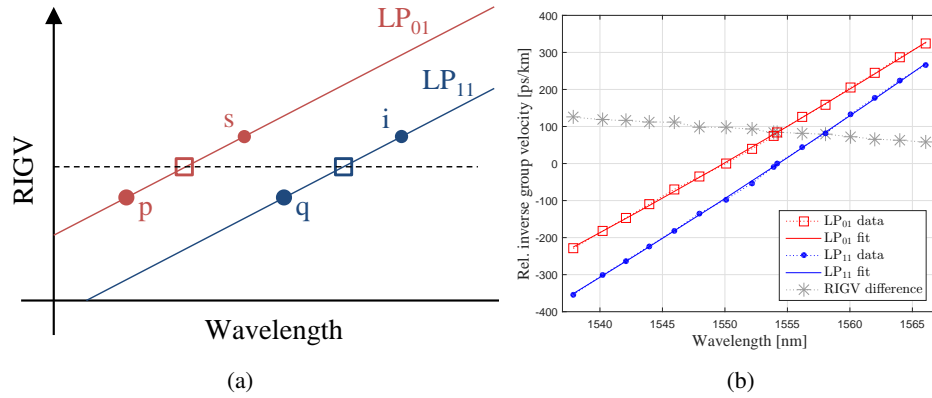 LP₀₁
LP₁₁
s
i
p
q
RIGV
Wavelength
(a)
400
300
200
100
0
-100
-200
-300
-400
Rel. inverse group velocity [ps/km]
LP₀₁ data
LP₀₁ fit
LP₁₁ data
LP₁₁ fit
RIGV difference
1540 1545 1550 1555 1560 1565
Wavelength [nm]
(b)